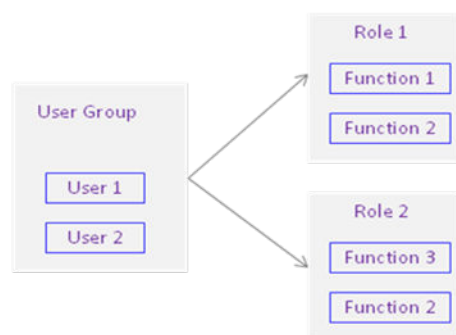 User Group
User 1
User 2
Role 1
Function 1
Function 2
Role 2
Function 3
Function 2